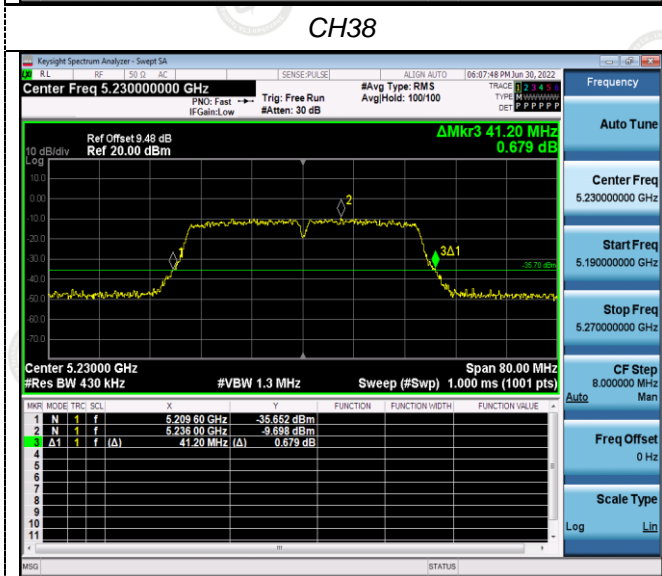 CH38
Keysight Spectrum Analyzer - Swept SA
RL RF 50 Ω AC SENSE:PULSE ALIGN AUTO 06:07:48 PM Jun 30, 2022
Center Freq 5.230000000 GHz
PNO: Fast
IFGain:Low
Trig: Free Run
#Atten: 30 dB
#Avg Type: RMS
Avg|Hold: 100/100
TRACE 1 2 3 4 5 6
TYPE M WWWWW
DET P P P P P P
Frequency
Auto Tune
Center Freq
5.230000000 GHz
Start Freq
5.190000000 GHz
Stop Freq
5.270000000 GHz
CF Step
8.000000 MHz
Auto Man
Freq Offset
0 Hz
Scale Type
Log Lin
Ref Offset 9.48 dB
10 dB/div Ref 20.00 dBm
Log
ΔMkr3 41.20 MHz
0.679 dB
10.0
0.00
-10.0
-20.0
-30.0
-40.0
-50.0
-60.0
-70.0
1
2
3Δ1
-35.70 dBm
Center 5.23000 GHz Span 80.00 MHz
#Res BW 430 kHz #VBW 1.3 MHz Sweep (#Swp) 1.000 ms (1001 pts)
MKR MODE TRC SCL X Y FUNCTION FUNCTION WIDTH FUNCTION VALUE
1 N 1 f 5.209 60 GHz -35.652 dBm
2 N 1 f 5.236 00 GHz -9.698 dBm
3 Δ1 1 f (Δ) 41.20 MHz (Δ) 0.679 dB
4
5
6
7
8
9
10
11
MSG STATUS